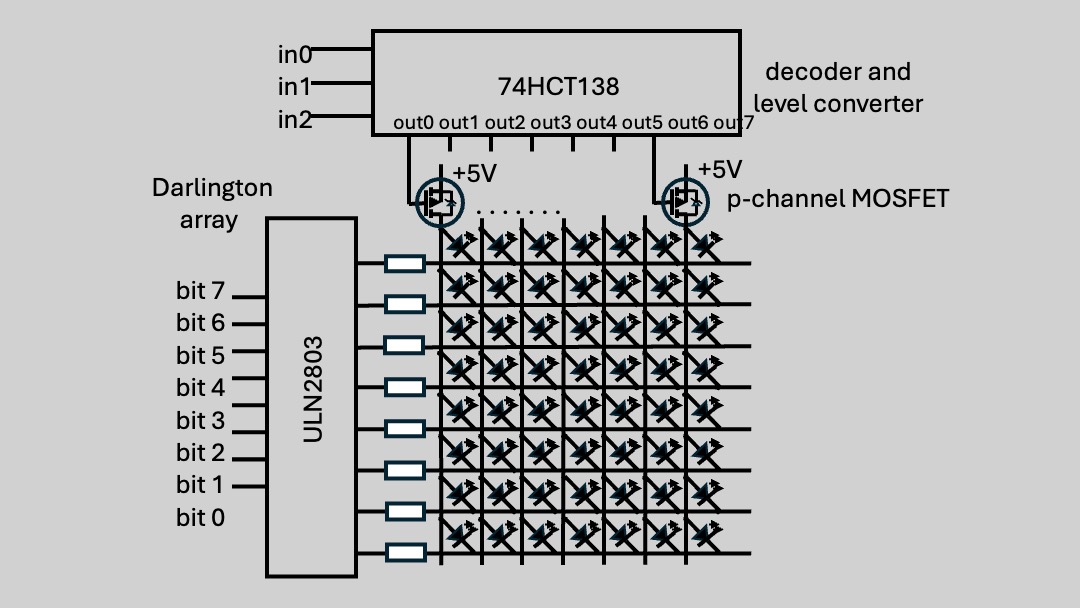 in0
in1
in2
74HCT138
out0 out1 out2 out3 out4 out5 out6 out7
decoder and
level converter
+5V
+5V
p-channel MOSFET
Darlington
array
ULN2803
bit 7
bit 6
bit 5
bit 4
bit 3
bit 2
bit 1
bit 0